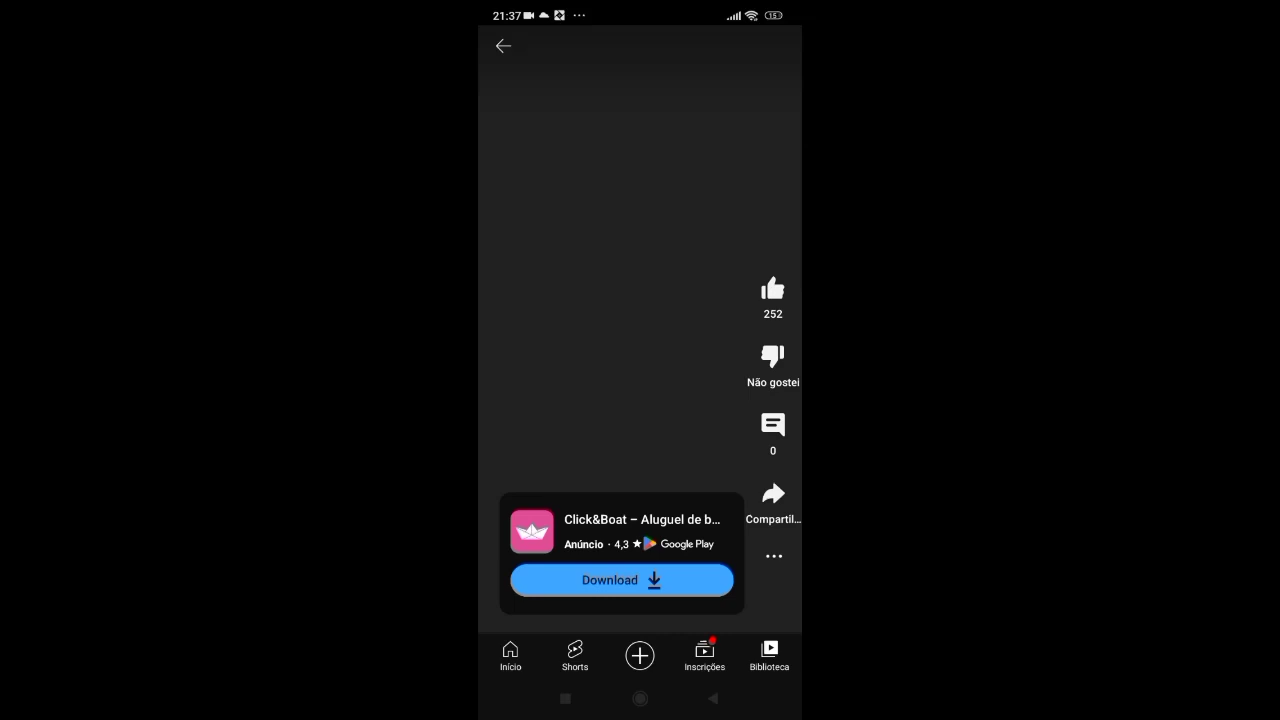 21:37
15
252
Não gostei
0
Compartil...
Click&Boat – Aluguel de b...
Anúncio · 4,3 ★ Google Play
Download
Início
Shorts
Inscrições
Biblioteca